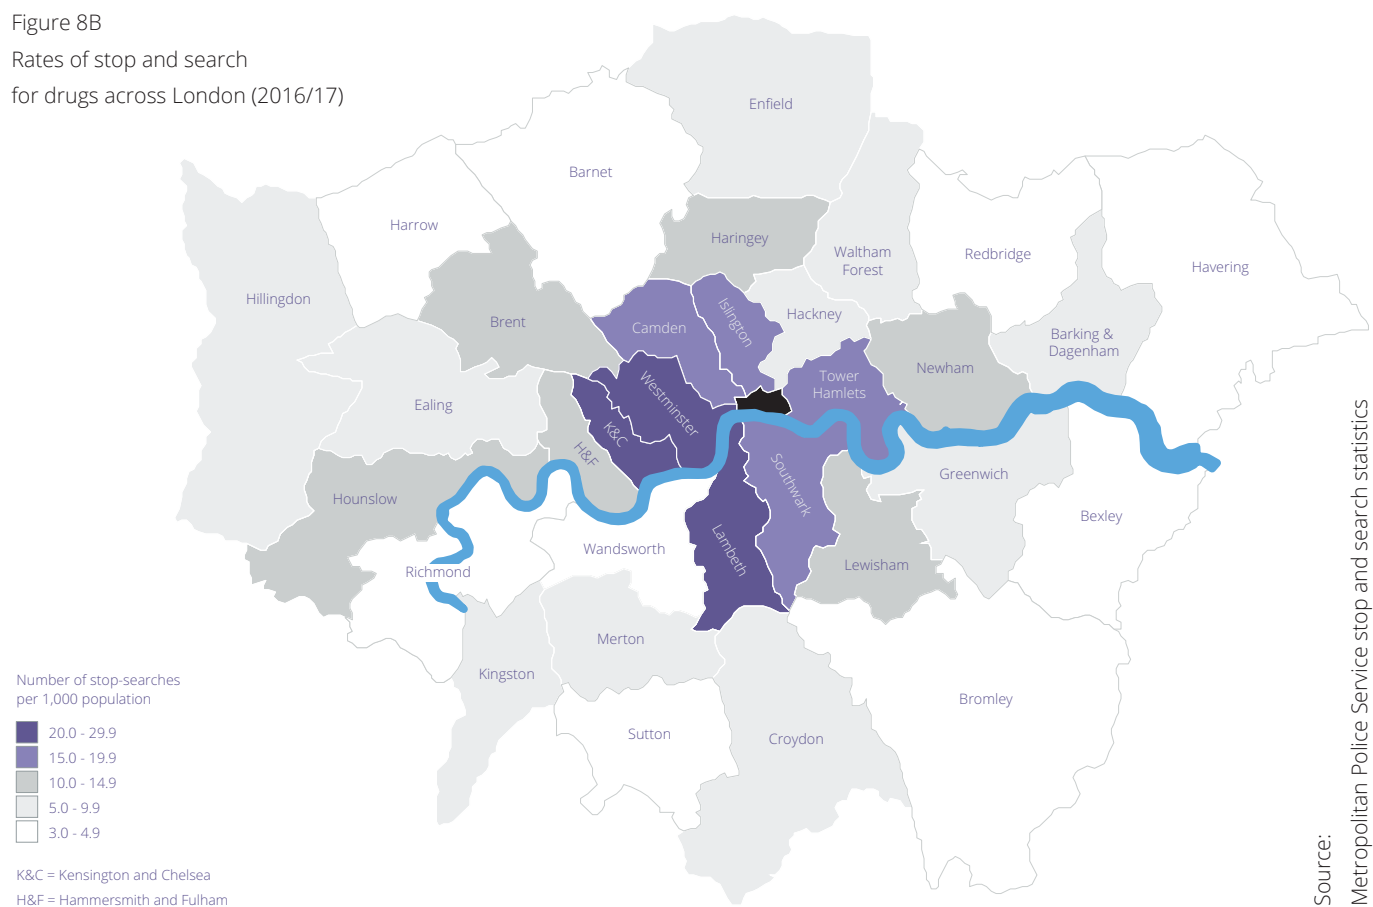 Figure 8B
Rates of stop and search
for drugs across London (2016/17)
Enfield
Barnet
Harrow
Haringey
Waltham
Forest
Redbridge
Havering
Hillingdon
Brent
Camden
Islington
Hackney
Barking &
Dagenham
Newham
Tower
Hamlets
Westminster
K&C
H&F
Ealing
Hounslow
Southwark
Greenwich
Bexley
Wandsworth
Lambeth
Lewisham
Richmond
Merton
Kingston
Bromley
Sutton
Croydon
Number of stop-searches
per 1,000 population
20.0 - 29.9
15.0 - 19.9
10.0 - 14.9
5.0 - 9.9
3.0 - 4.9
K&C = Kensington and Chelsea
H&F = Hammersmith and Fulham
Source:
Metropolitan Police Service stop and search statistics